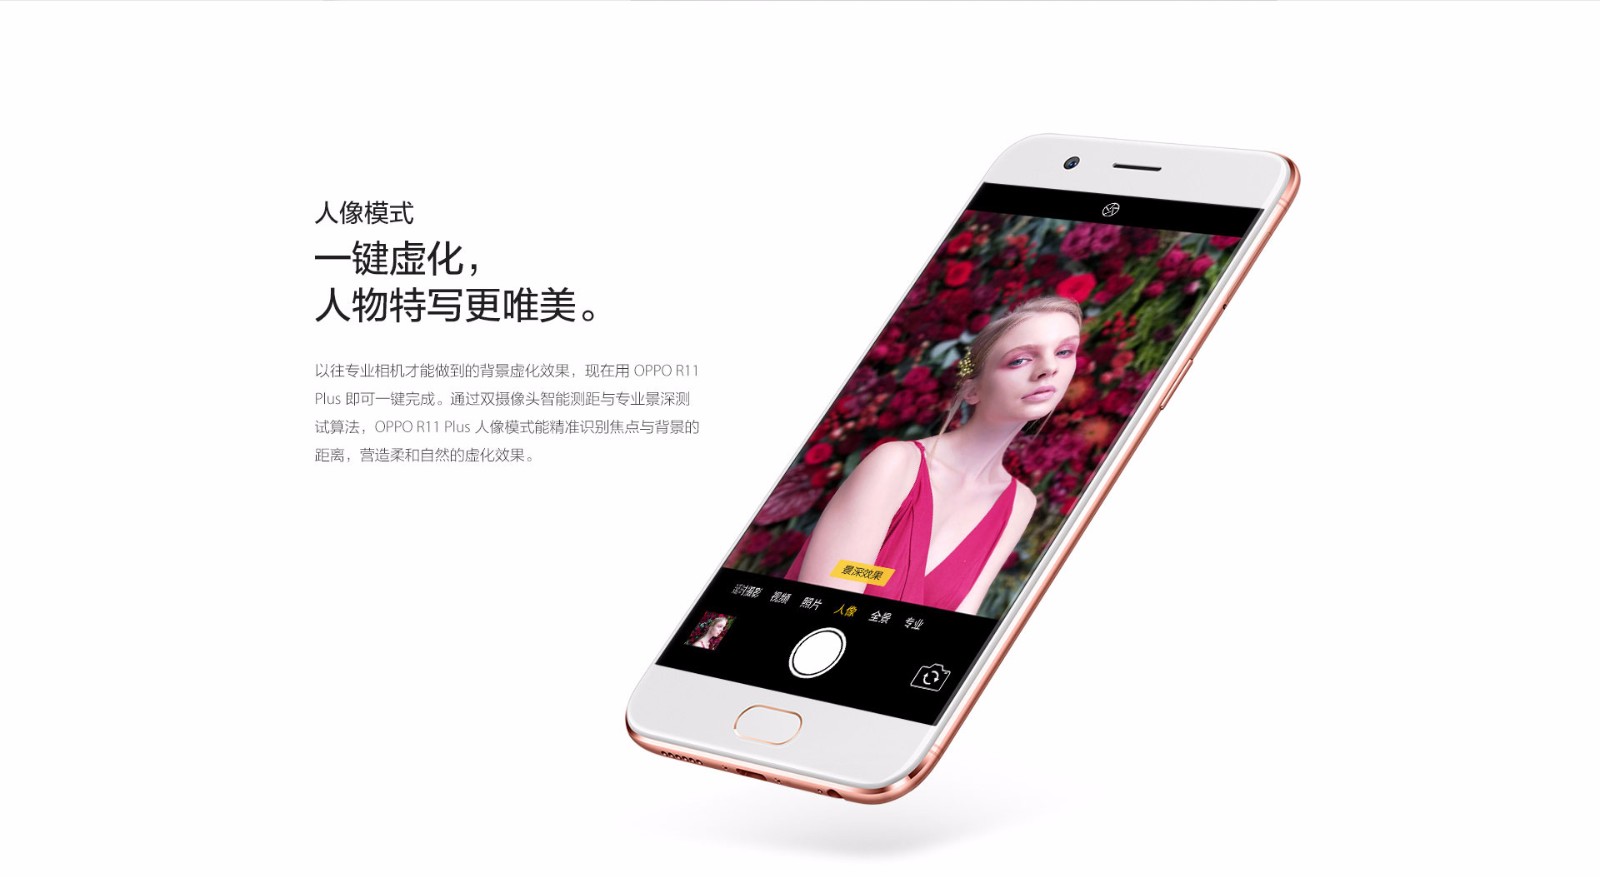 人像模式
一键虚化，
人物特写更唯美。
以往专业相机才能做到的背景虚化效果，现在用 OPPO R11
Plus 即可一键完成。通过双摄像头智能测距与专业景深测
试算法，OPPO R11 Plus 人像模式能精准识别焦点与背景的
距离，营造柔和自然的虚化效果。
景深效果
延时摄影 视频 照片 人像 全景 专业